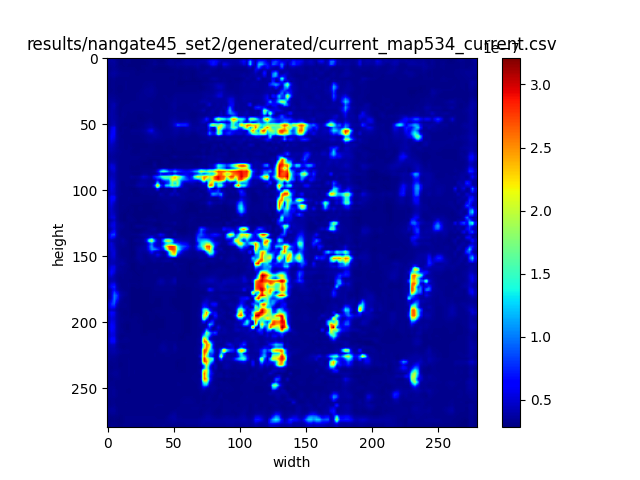 results/nangate45_set2/generated/current_map534_current.csv
1e−7
0
50
100
150
200
250
height
0 50 100 150 200 250
width
3.0
2.5
2.0
1.5
1.0
0.5